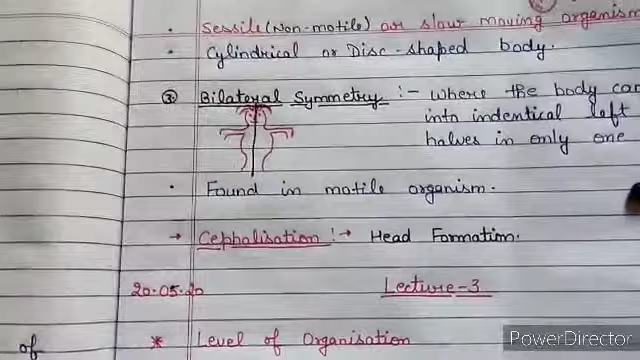 • Sessile (Non-motile) or slow moving organism
• Cylindrical or Disc-shaped body.
③ Bilateral Symmetry :- where the body can
into indentical left
halves in only one
• Found in motile organism.
→ Cephalisation :→ Head Formation.
20.05.20 Lecture-3
of * Level of Organisation
PowerDirector